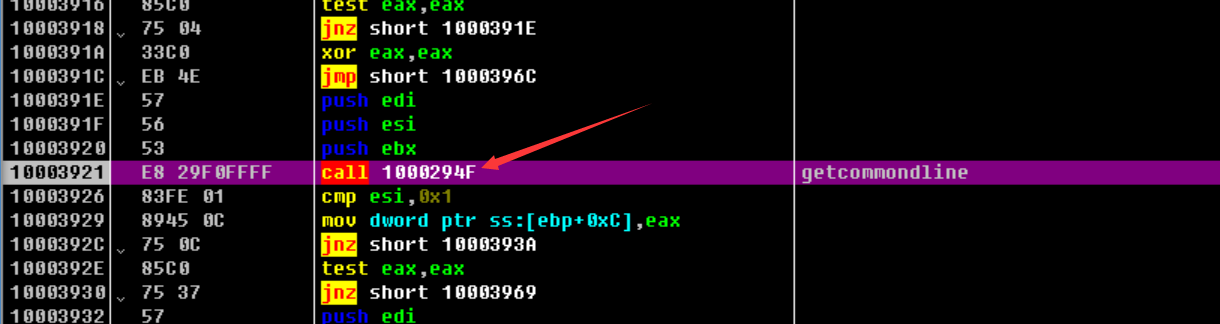 10003916 85C0 test eax,eax
10003918 75 04 jnz short 1000391E
1000391A 33C0 xor eax,eax
1000391C EB 4E jmp short 1000396C
1000391E 57 push edi
1000391F 56 push esi
10003920 53 push ebx
10003921 E8 29F0FFFF call 1000294F getcommondline
10003926 83FE 01 cmp esi,0x1
10003929 8945 0C mov dword ptr ss:[ebp+0xC],eax
1000392C 75 0C jnz short 1000393A
1000392E 85C0 test eax,eax
10003930 75 37 jnz short 10003969
10003932 57 push edi